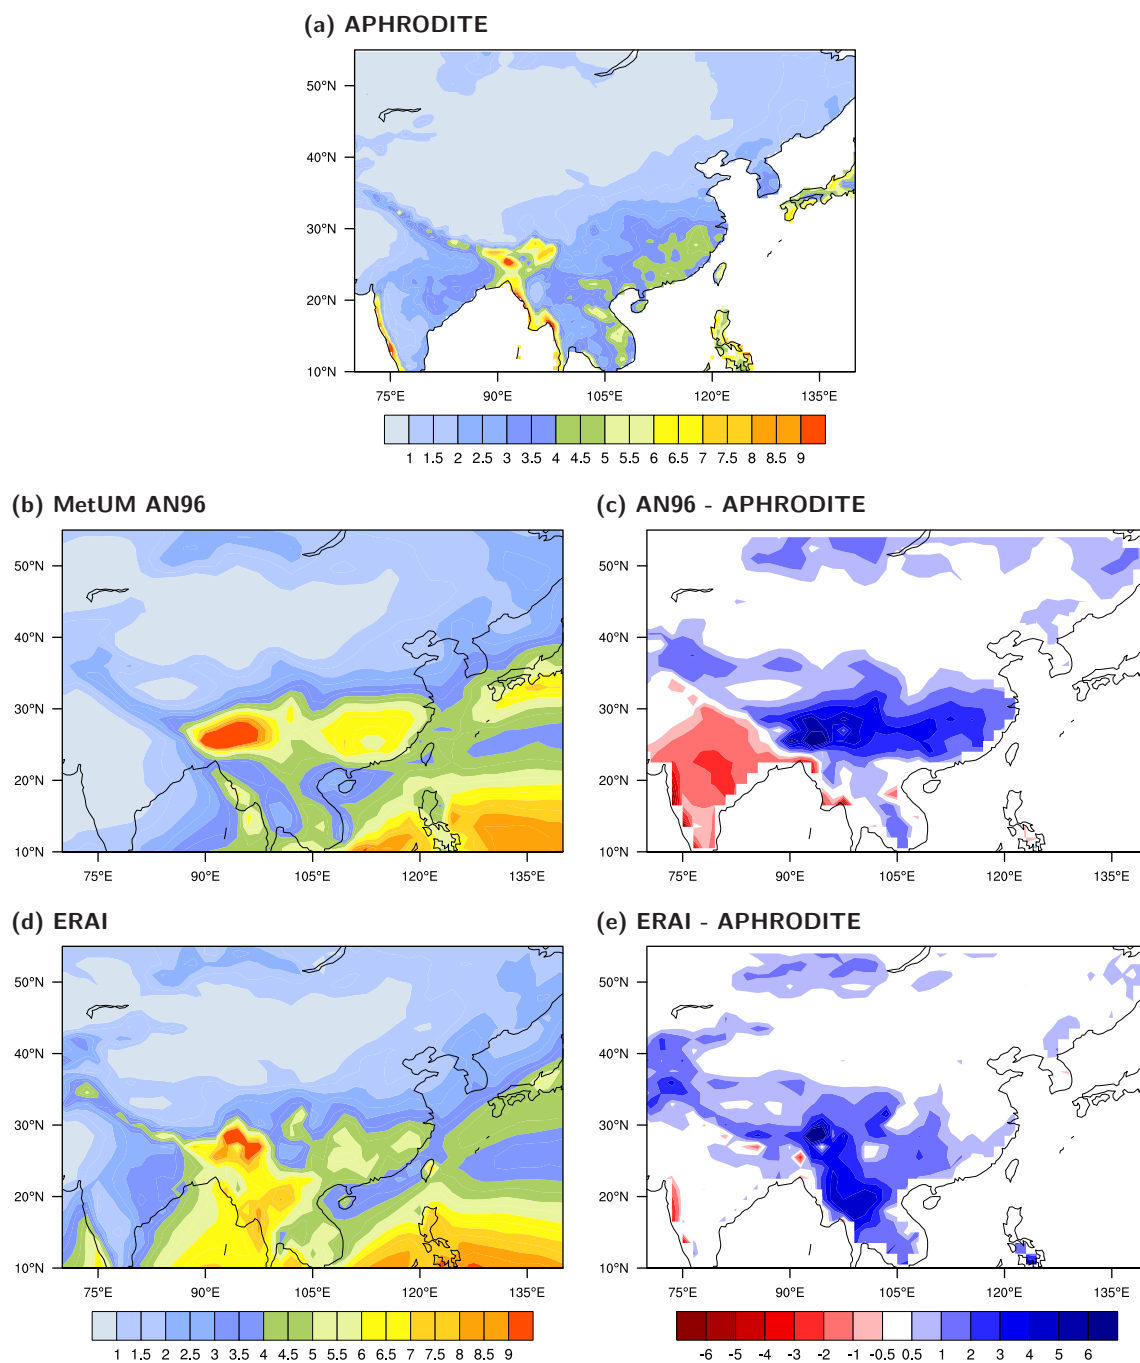 (a) APHRODITE
50°N
40°N
30°N
20°N
10°N
75°E 90°E 105°E 120°E 135°E
1 1.5 2 2.5 3 3.5 4 4.5 5 5.5 6 6.5 7 7.5 8 8.5 9
(b) MetUM AN96
50°N
40°N
30°N
20°N
10°N
75°E 90°E 105°E 120°E 135°E
(c) AN96 - APHRODITE
50°N
40°N
30°N
20°N
10°N
75°E 90°E 105°E 120°E 135°E
(d) ERAI
50°N
40°N
30°N
20°N
10°N
75°E 90°E 105°E 120°E 135°E
1 1.5 2 2.5 3 3.5 4 4.5 5 5.5 6 6.5 7 7.5 8 8.5 9
(e) ERAI - APHRODITE
50°N
40°N
30°N
20°N
10°N
75°E 90°E 105°E 120°E 135°E
-6 -5 -4 -3 -2 -1 -0.5 0.5 1 2 3 4 5 6